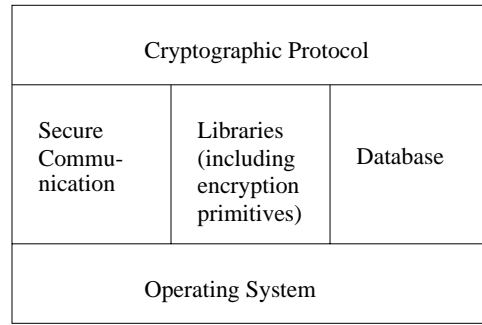 Cryptographic Protocol
Secure
Commu-
nication
Libraries
(including
encryption
primitives)
Database
Operating System